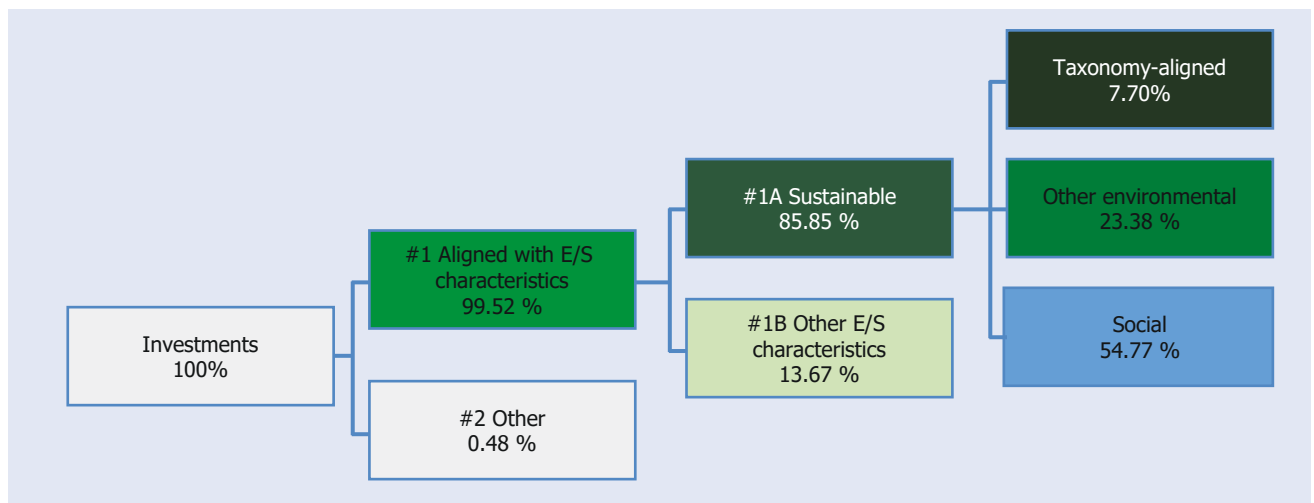 Investments
100%
#1 Aligned with E/S
characteristics
99.52 %
#2 Other
0.48 %
#1A Sustainable
85.85 %
#1B Other E/S
characteristics
13.67 %
Taxonomy-aligned
7.70%
Other environmental
23.38 %
Social
54.77 %